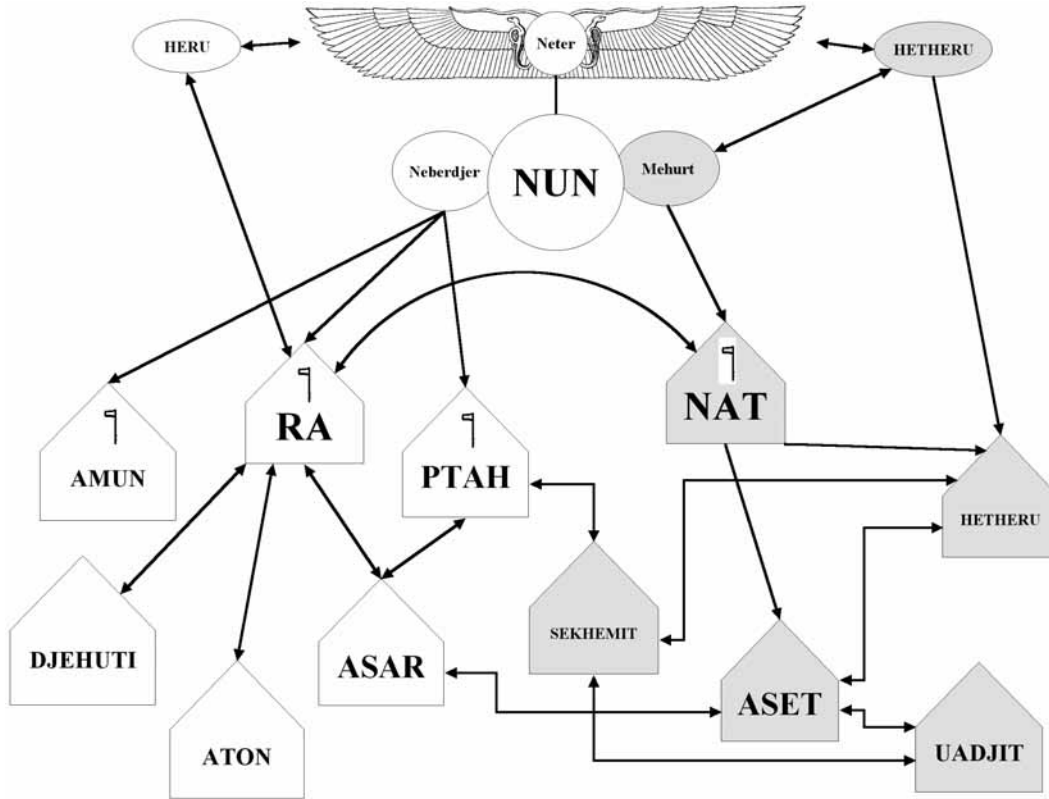 HERU
Neter
HETHERU
Neberdjer
NUN
Mehurt
RA
NAT
AMUN
PTAH
HETHERU
DJEHUTI
ASAR
SEKHEMIT
ASET
ATON
UADJIT